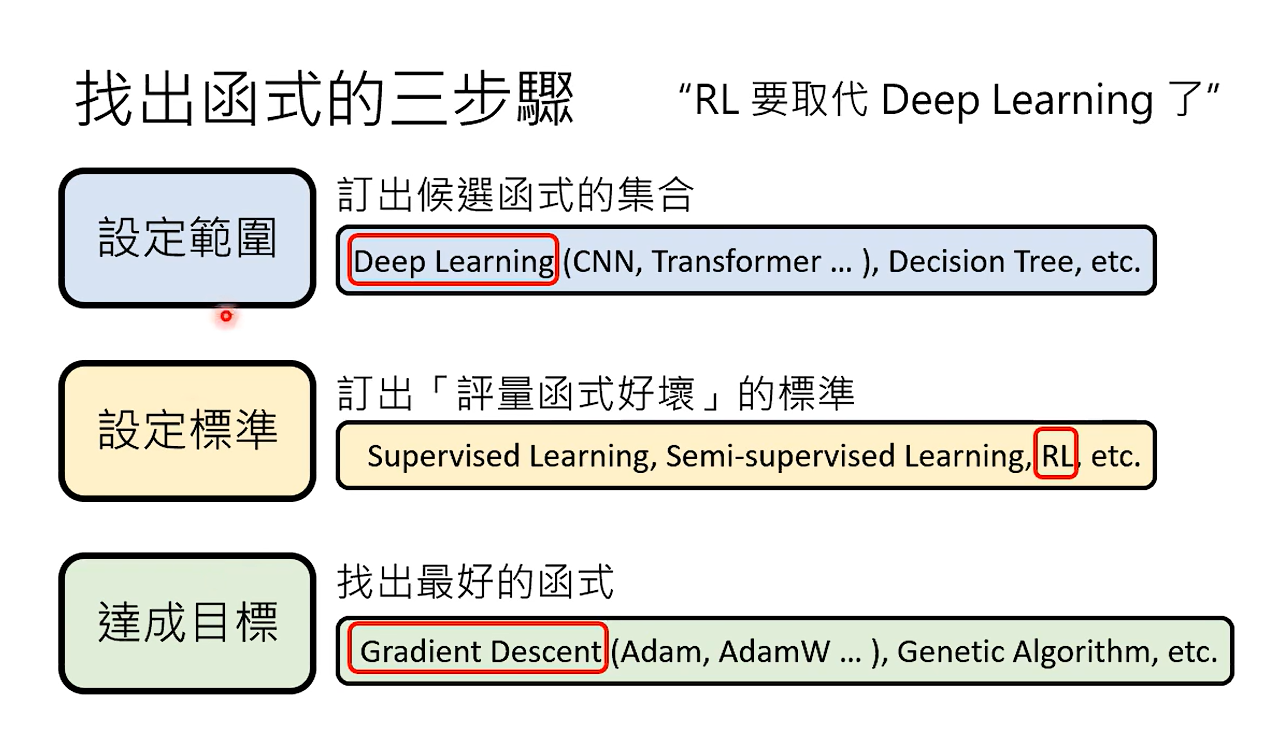 找出函式的三步驟
“RL 要取代 Deep Learning 了”
設定範圍
訂出候選函式的集合
Deep Learning (CNN, Transformer … ), Decision Tree, etc.
設定標準
訂出「評量函式好壞」的標準
Supervised Learning, Semi-supervised Learning, RL, etc.
達成目標
找出最好的函式
Gradient Descent (Adam, AdamW … ), Genetic Algorithm, etc.